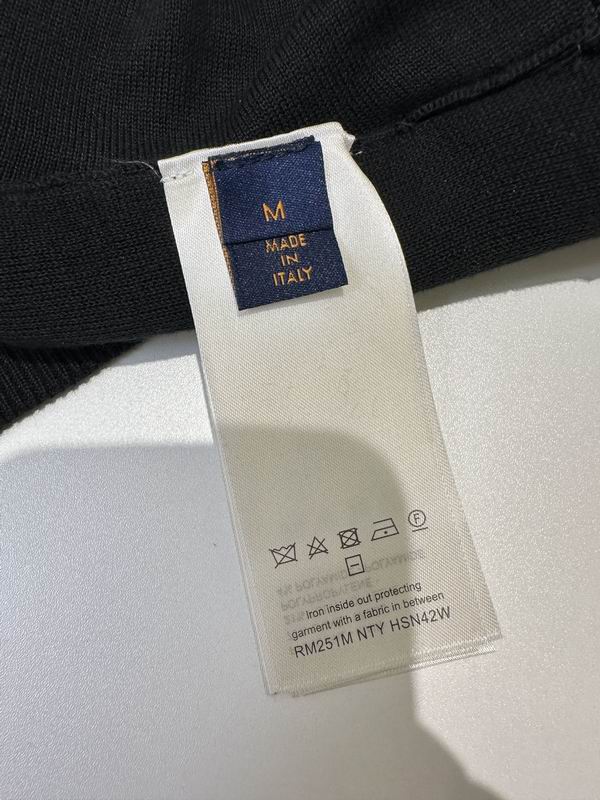 M
MADE
IN
ITALY
F
Iron inside out protecting
garment with a fabric in between
RM251M NTY HSN42W